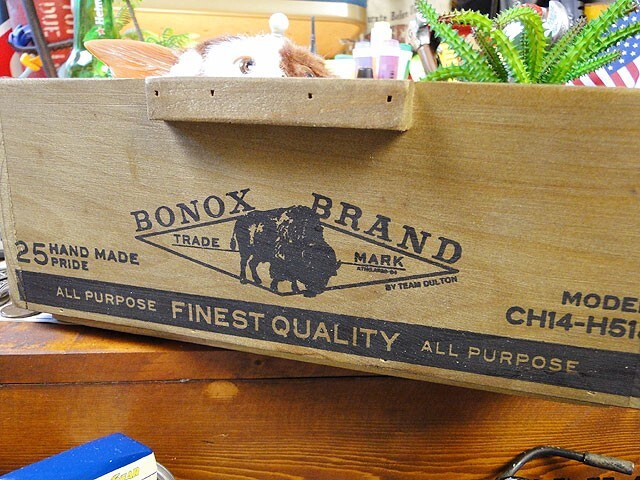 BONOX BRAND
TRADE MARK
BY TEAM DULTON
25 HAND MADE
PRIDE
MODE
CH14-H51
ALL PURPOSE FINEST QUALITY ALL PURPOSE